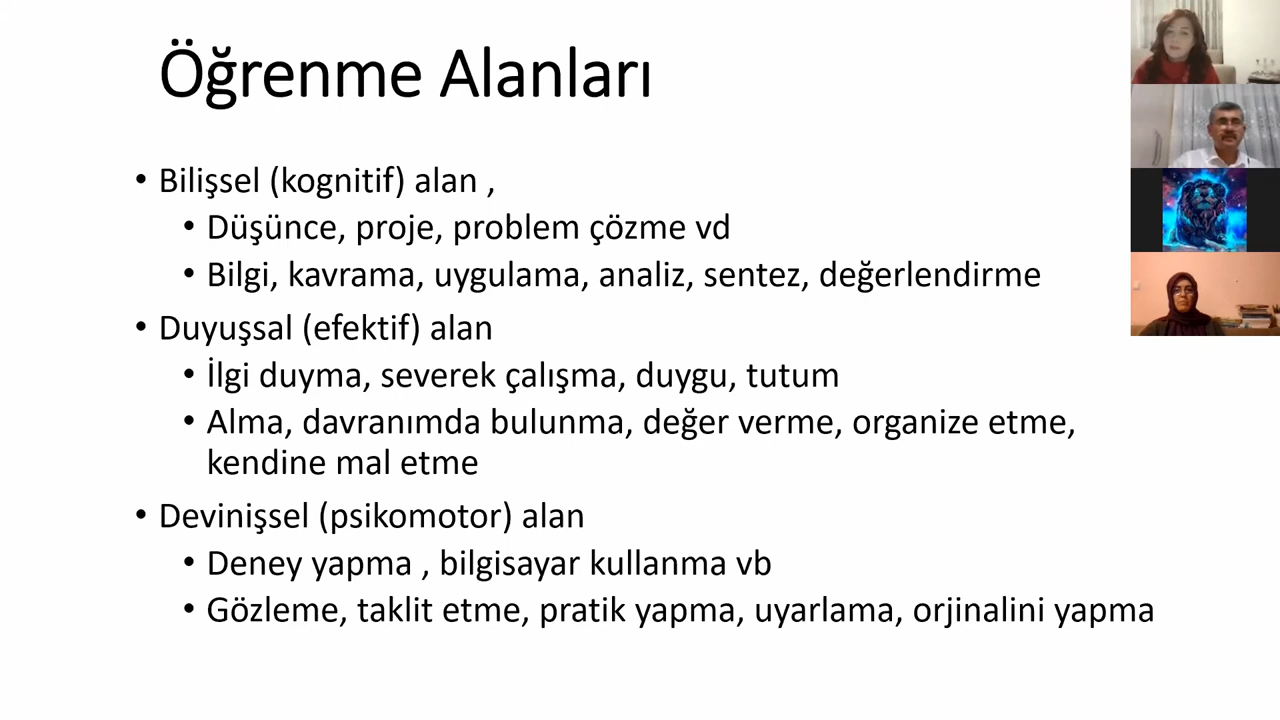 Öğrenme Alanları
• Bilişsel (kognitif) alan ,
• Düşünce, proje, problem çözme vd
• Bilgi, kavrama, uygulama, analiz, sentez, değerlendirme
• Duyuşsal (efektif) alan
• İlgi duyma, severek çalışma, duygu, tutum
• Alma, davranımda bulunma, değer verme, organize etme,
kendine mal etme
• Devinişsel (psikomotor) alan
• Deney yapma , bilgisayar kullanma vb
• Gözleme, taklit etme, pratik yapma, uyarlama, orjinalini yapma